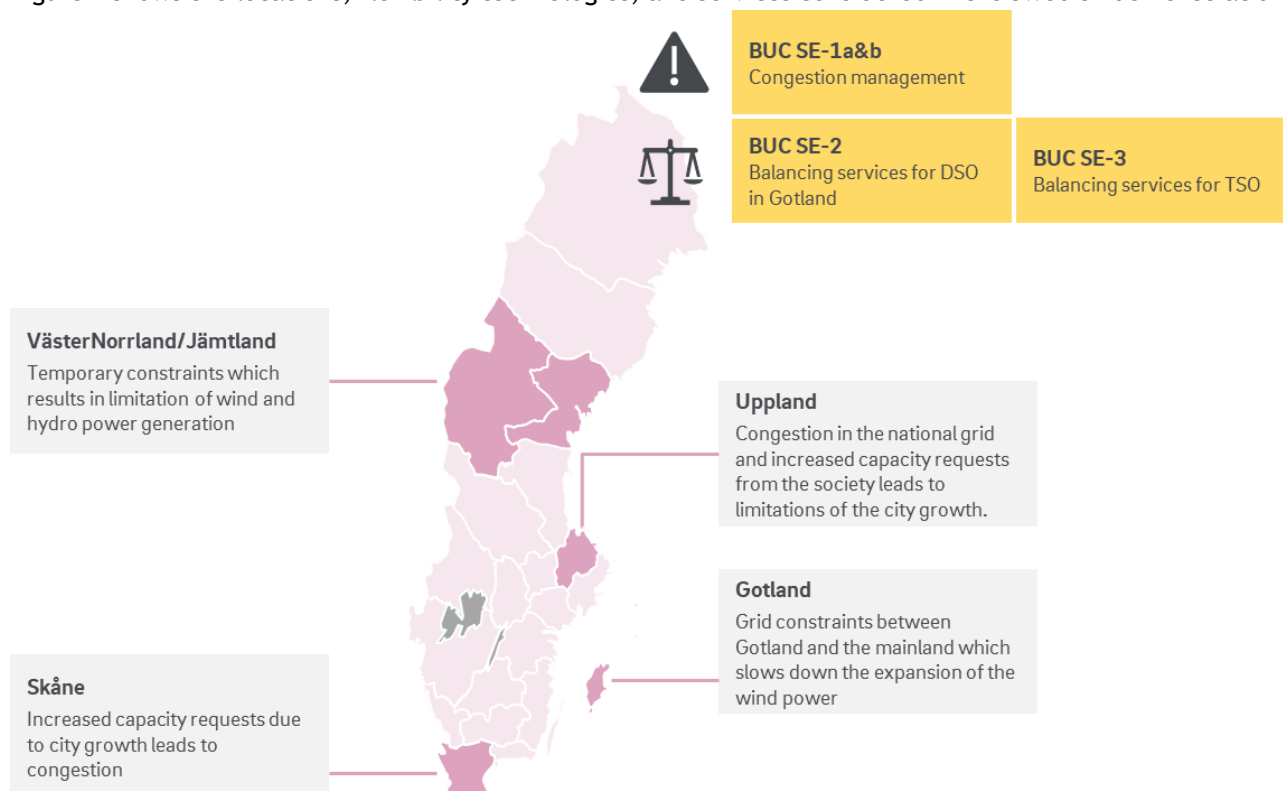 BUC SE-1a&b
Congestion management
BUC SE-2
Balancing services for DSO
in Gotland
BUC SE-3
Balancing services for TSO
VästerNorrland/Jämtland
Temporary constraints which
results in limitation of wind and
hydro power generation
Uppland
Congestion in the national grid
and increased capacity requests
from the society leads to
limitations of the city growth.
Gotland
Grid constraints between
Gotland and the mainland which
slows down the expansion of the
wind power
Skåne
Increased capacity requests due
to city growth leads to
congestion